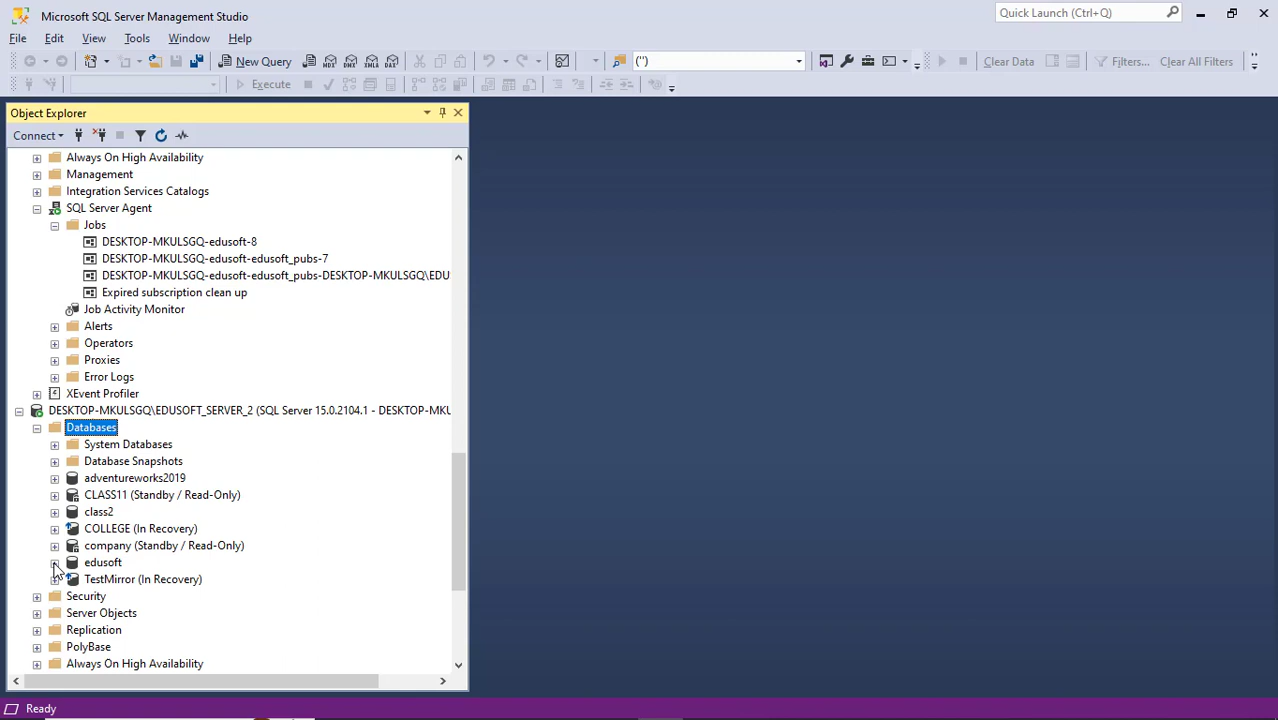 Microsoft SQL Server Management Studio
Quick Launch (Ctrl+Q)
File Edit View Tools Window Help
New Query
MDX DMX XMLA DAX
('')
Clear Data
Filters...
Clear All Filters
Execute
Object Explorer
Connect
Always On High Availability
Management
Integration Services Catalogs
SQL Server Agent
Jobs
DESKTOP-MKULSGQ-edusoft-8
DESKTOP-MKULSGQ-edusoft-edusoft_pubs-7
DESKTOP-MKULSGQ-edusoft-edusoft_pubs-DESKTOP-MKULSGQ\EDU
Expired subscription clean up
Job Activity Monitor
Alerts
Operators
Proxies
Error Logs
XEvent Profiler
DESKTOP-MKULSGQ\EDUSOFT_SERVER_2 (SQL Server 15.0.2104.1 - DESKTOP-MKU
Databases
System Databases
Database Snapshots
adventureworks2019
CLASS11 (Standby / Read-Only)
class2
COLLEGE (In Recovery)
company (Standby / Read-Only)
edusoft
TestMirror (In Recovery)
Security
Server Objects
Replication
PolyBase
Always On High Availability
Ready